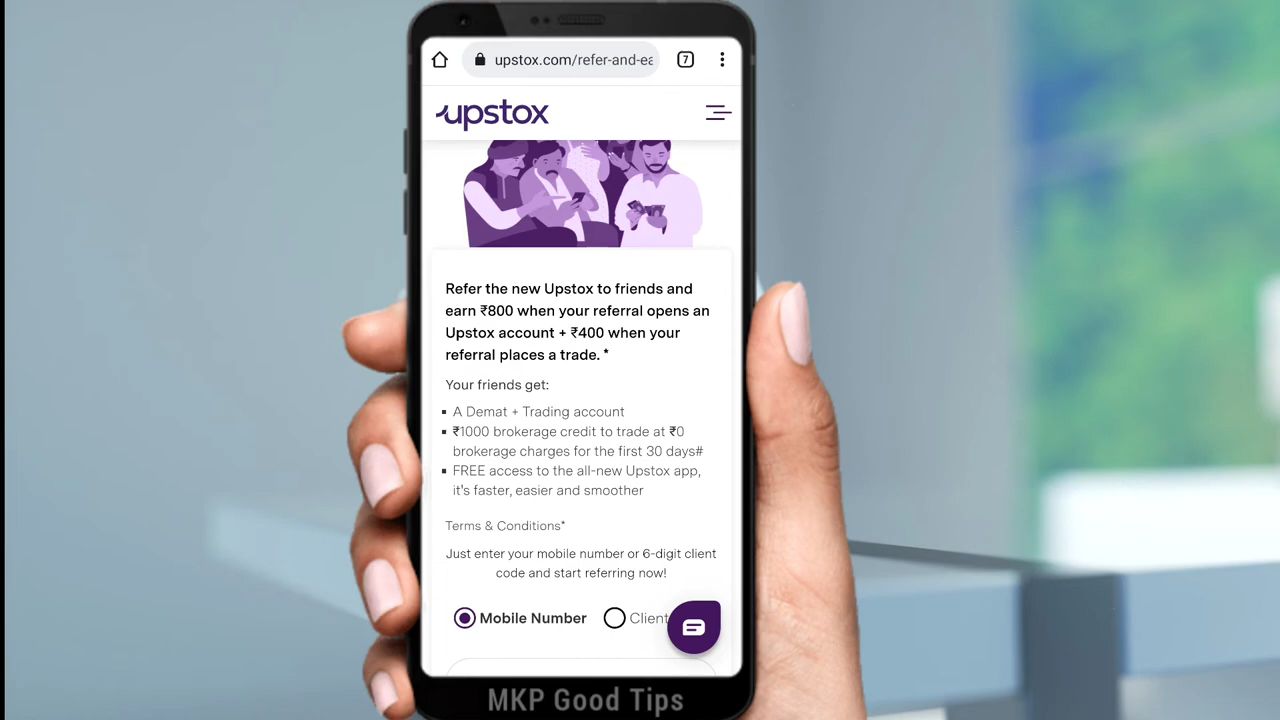 upstox.com/refer-and-ea
7
upstox
Refer the new Upstox to friends and
earn ₹800 when your referral opens an
Upstox account + ₹400 when your
referral places a trade. *
Your friends get:
▪ A Demat + Trading account
▪ ₹1000 brokerage credit to trade at ₹0
brokerage charges for the first 30 days#
▪ FREE access to the all-new Upstox app,
it's faster, easier and smoother
Terms & Conditions*
Just enter your mobile number or 6-digit client
code and start referring now!
Mobile Number Client
MKP Good Tips